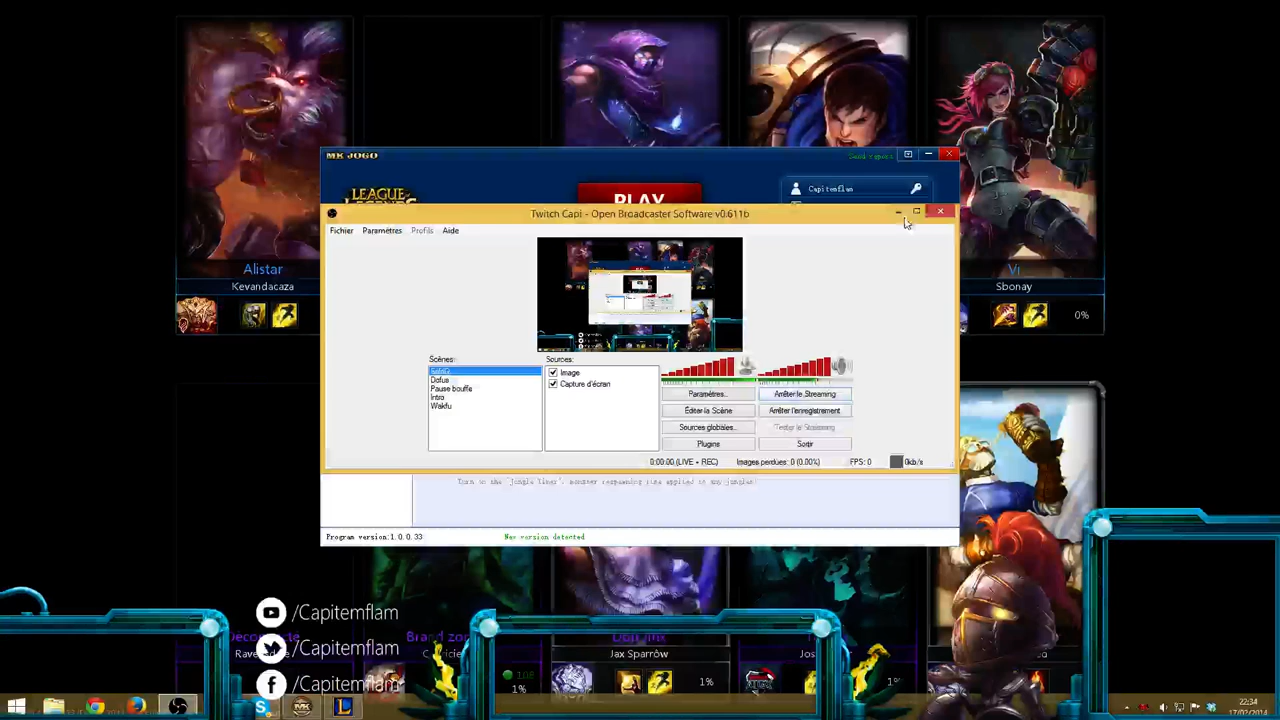 MK JOGO
LEAGUE
PLAY
Capitemflam
Twitch Capi - Open Broadcaster Software v0.611b
Fichier Paramètres Profils Aide
Alistar
Kevandacaza
Vi
Sbonay
0%
Scènes:
Sources:
Dofus
Pause bouffe
Intro
Wakfu
Image
Capture d'écran
Paramètres...
Arrêter le Streaming
Éditer la Scène
Arrêter l'enregistrement
Sources globales...
Tester le Streaming
Plugins
Sortir
0:00:00 (LIVE + REC)
Images perdues: 0 (0.00%)
FPS: 0
0kb/s
Program version:1.0.0.33
New version detected
/Capitemflam
/Capitemflam
/Capitemflam
Jax Sparrow
1%
1%
22:34
17/02/2014